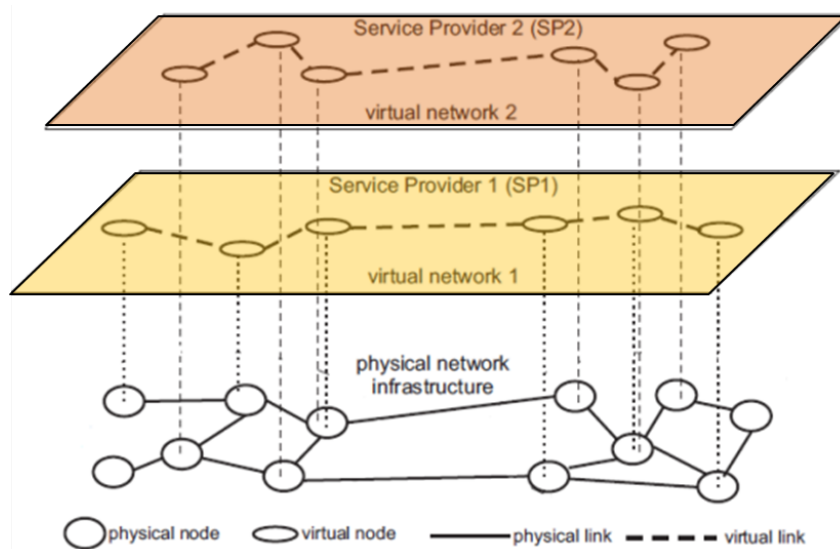 Service Provider 2 (SP2)
virtual network 2
Service Provider 1 (SP1)
virtual network 1
physical network
infrastructure
physical node
virtual node
physical link
virtual link